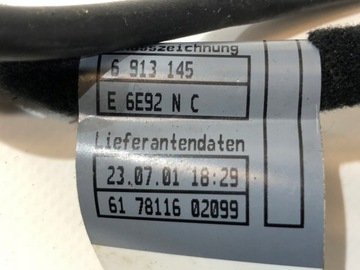 6 913 145
E 6E92 N C
Lieferantendaten
23.07.01 18:29
61 78116 02099